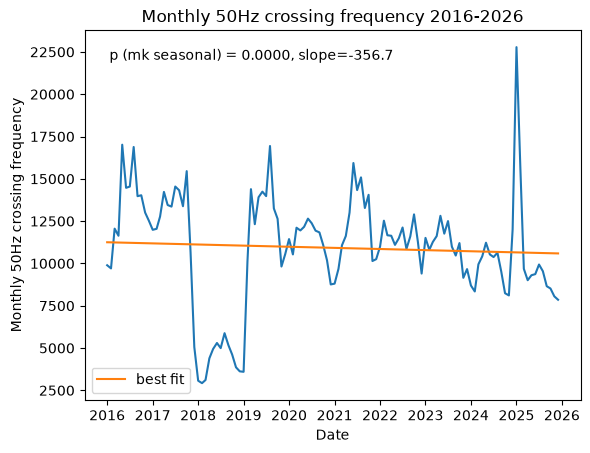 Monthly 50Hz crossing frequency 2016-2026
p (mk seasonal) = 0.0000, slope=-356.7
Monthly 50Hz crossing frequency
22500
20000
17500
15000
12500
10000
7500
5000
2500
best fit
2016 2017 2018 2019 2020 2021 2022 2023 2024 2025 2026
Date